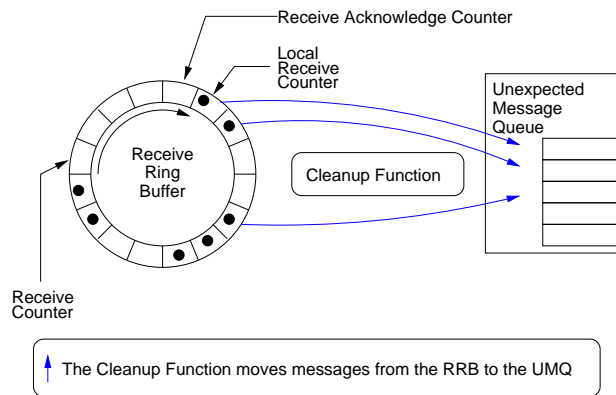 Receive Acknowledge Counter
Local
Receive
Counter
Unexpected
Message
Queue
Receive
Ring
Buffer
Cleanup Function
Receive
Counter
The Cleanup Function moves messages from the RRB to the UMQ